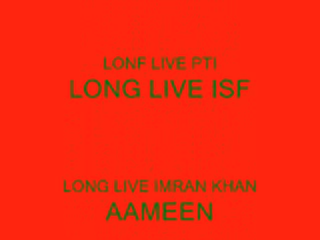 LONF LIVE PTI
LONG LIVE ISF
LONG LIVE IMRAN KHAN
AAMEEN